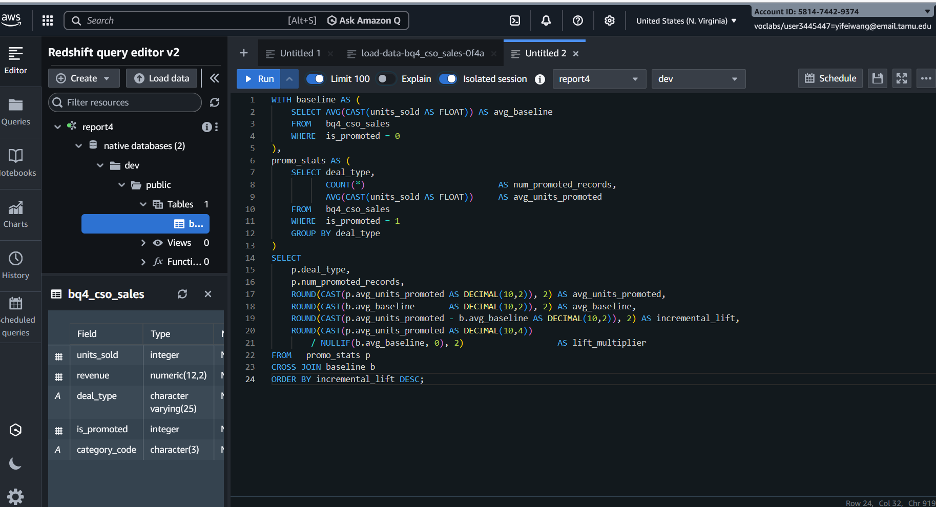 aws
Search [Alt+S] Ask Amazon Q
United States (N. Virginia)
Account ID: 5814-7442-9374
voclabs/user3445447=yifeiwang@email.tamu.edu
Editor
Queries
Notebooks
Charts
History
Scheduled
queries
Redshift query editor v2
Create
Load data
Filter resources
report4
native databases (2)
dev
public
Tables 1
b...
Views 0
fx Functi... 0
bq4_cso_sales
Field Type N
units_sold integer N
revenue numeric(12,2) N
A deal_type character varying(25) N
is_promoted integer N
A category_code character(3) N
Untitled 1
load-data-bq4_cso_sales-0f4a
Untitled 2
Run
Limit 100
Explain
Isolated session
report4
dev
Schedule
1 WITH baseline AS (
2 SELECT AVG(CAST(units_sold AS FLOAT)) AS avg_baseline
3 FROM bq4_cso_sales
4 WHERE is_promoted = 0
5 ),
6 promo_stats AS (
7 SELECT deal_type,
8 COUNT(*) AS num_promoted_records,
9 AVG(CAST(units_sold AS FLOAT)) AS avg_units_promoted
10 FROM bq4_cso_sales
11 WHERE is_promoted = 1
12 GROUP BY deal_type
13 )
14 SELECT
15 p.deal_type,
16 p.num_promoted_records,
17 ROUND(CAST(p.avg_units_promoted AS DECIMAL(10,2)), 2) AS avg_units_promoted,
18 ROUND(CAST(b.avg_baseline AS DECIMAL(10,2)), 2) AS avg_baseline,
19 ROUND(CAST(p.avg_units_promoted - b.avg_baseline AS DECIMAL(10,2)), 2) AS incremental_lift,
20 ROUND(CAST(p.avg_units_promoted AS DECIMAL(10,4))
21 / NULLIF(b.avg_baseline, 0), 2) AS lift_multiplier
22 FROM promo_stats p
23 CROSS JOIN baseline b
24 ORDER BY incremental_lift DESC;
Row 24, Col 32, Chr 919